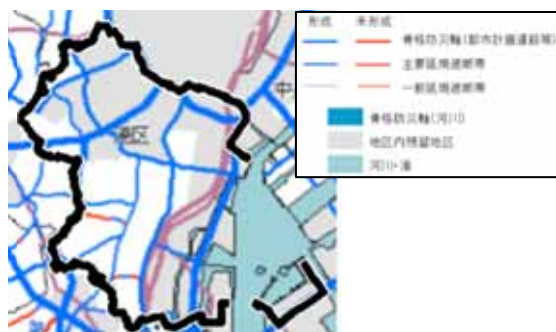 形成 未形成
骨格防災軸(都市計画道路等)
主要延焼遮断帯
一般延焼遮断帯
骨格防災軸(河川)
地区内残留地区
河川・海
港区
中